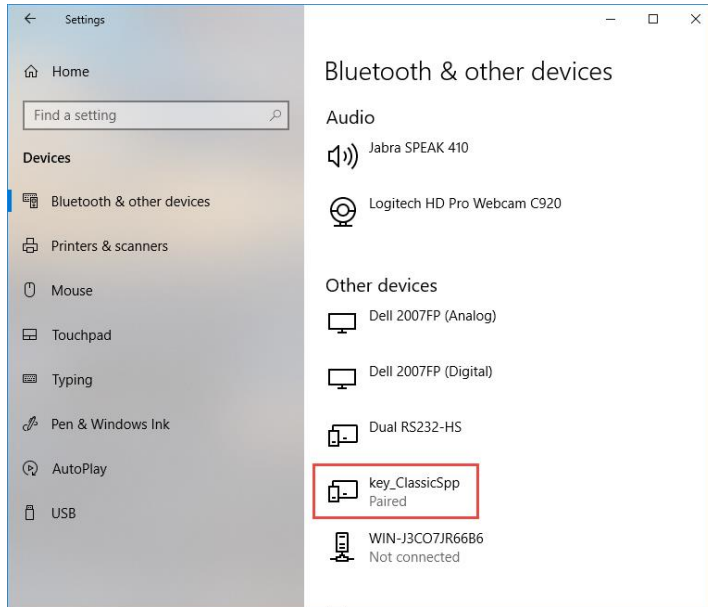 Settings
Home
Find a setting
Devices
Bluetooth & other devices
Printers & scanners
Mouse
Touchpad
Typing
Pen & Windows Ink
AutoPlay
USB
Bluetooth & other devices
Audio
Jabra SPEAK 410
Logitech HD Pro Webcam C920
Other devices
Dell 2007FP (Analog)
Dell 2007FP (Digital)
Dual RS232-HS
key_ClassicSpp
Paired
WIN-J3CO7JR66B6
Not connected